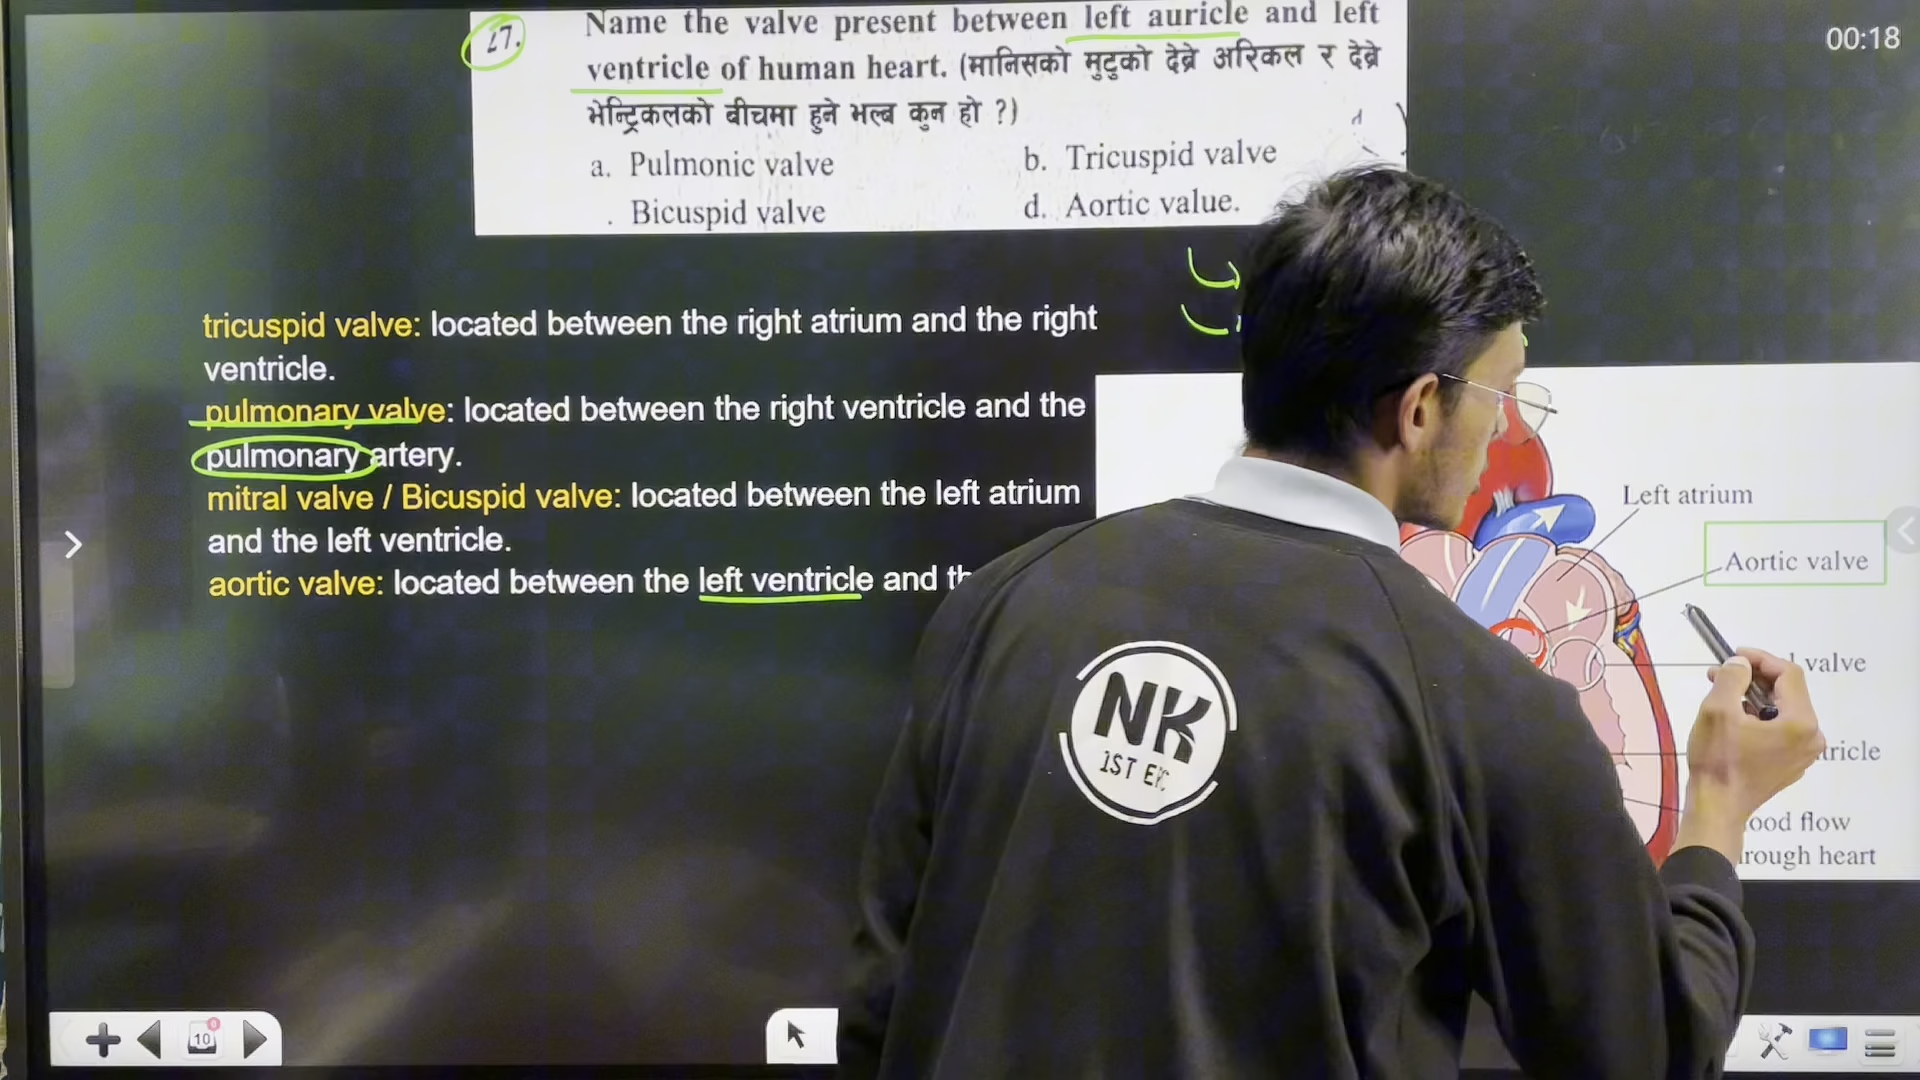 27.
Name the valve present between left auricle and left
ventricle of human heart. (मानिसको मुटुको देब्रे अरिकल र देब्रे
भेन्ट्रिकलको बीचमा हुने भल्ब कुन हो ?)
a. Pulmonic valve
b. Tricuspid valve
. Bicuspid valve
d. Aortic value.
00:18
tricuspid valve: located between the right atrium and the right
ventricle.
pulmonary valve: located between the right ventricle and the
pulmonary artery.
mitral valve / Bicuspid valve: located between the left atrium
and the left ventricle.
aortic valve: located between the left ventricle and
Left atrium
Aortic valve
valve
flow
heart
NK
1ST
10